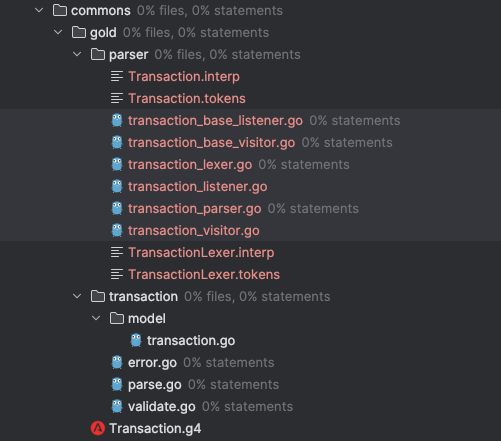 commons 0% files, 0% statements
gold 0% files, 0% statements
parser 0% files, 0% statements
Transaction.interp
Transaction.tokens
transaction_base_listener.go 0% statements
transaction_base_visitor.go 0% statements
transaction_lexer.go 0% statements
transaction_listener.go
transaction_parser.go 0% statements
transaction_visitor.go
TransactionLexer.interp
TransactionLexer.tokens
transaction 0% files, 0% statements
model
transaction.go
error.go 0% statements
parse.go 0% statements
validate.go 0% statements
Transaction.g4